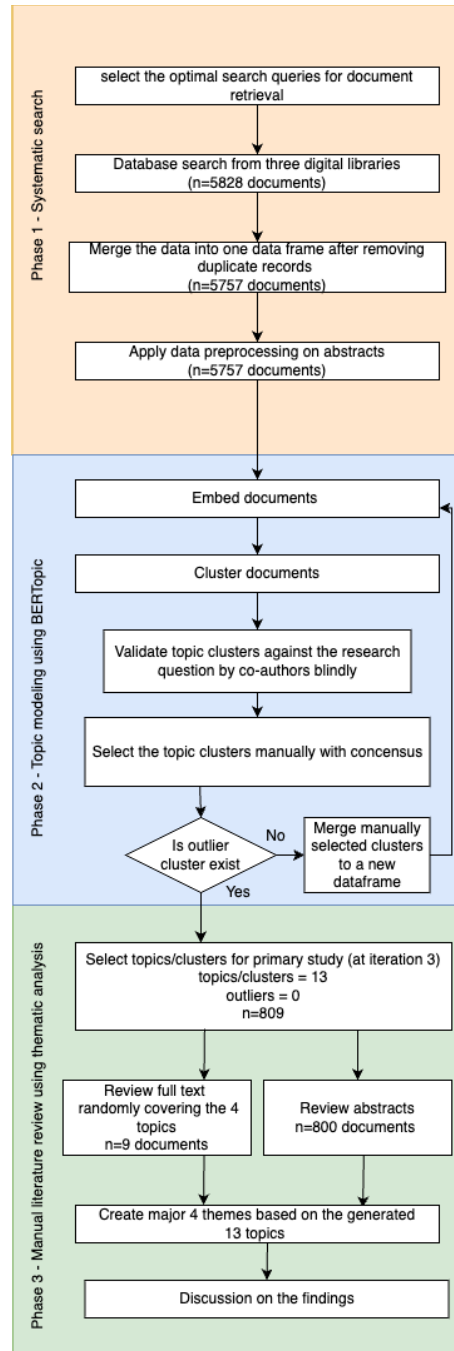 Phase 1 - Systematic search
select the optimal search queries for document
retrieval
Database search from three digital libraries
(n=5828 documents)
Merge the data into one data frame after removing
duplicate records
(n=5757 documents)
Apply data preprocessing on abstracts
(n=5757 documents)
Phase 2 - Topic modeling using BERTopic
Embed documents
Cluster documents
Validate topic clusters against the research
question by co-authors blindly
Select the topic clusters manually with concensus
Is outlier
cluster exist
No
Yes
Merge manually
selected clusters
to a new
dataframe
Phase 3 - Manual literature review using thematic analysis
Select topics/clusters for primary study (at iteration 3)
topics/clusters = 13
outliers = 0
n=809
Review full text
randomly covering the 4
topics
n=9 documents
Review abstracts
n=800 documents
Create major 4 themes based on the generated
13 topics
Discussion on the findings